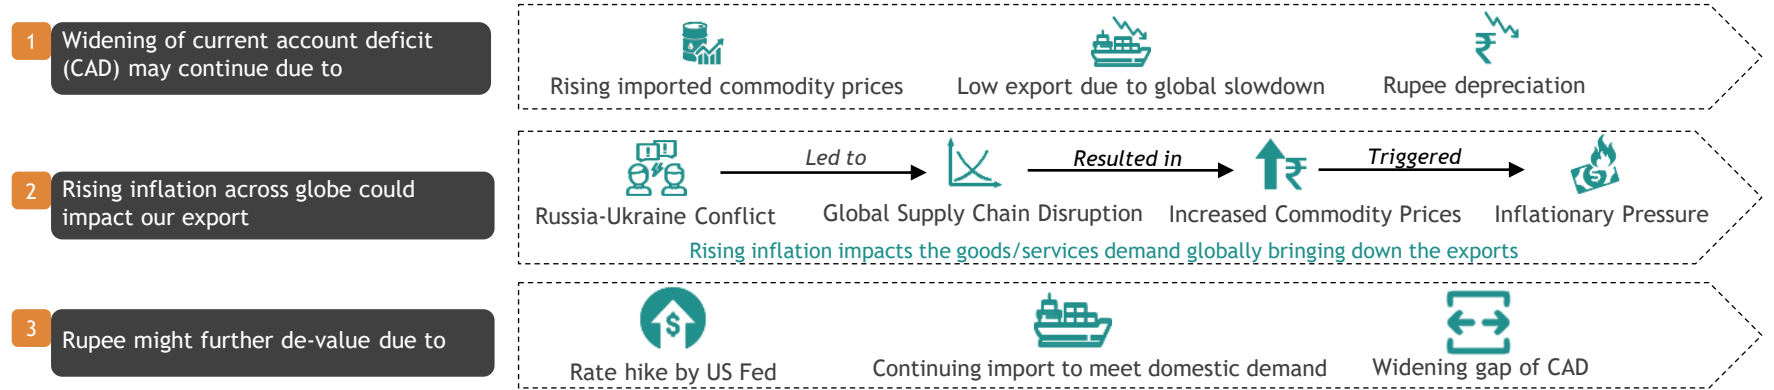 1
Widening of current account deficit
(CAD) may continue due to
Rising imported commodity prices
Low export due to global slowdown
₹
Rupee depreciation
2
Rising inflation across globe could
impact our export
Russia-Ukraine Conflict
Led to
Global Supply Chain Disruption
Resulted in
₹
Increased Commodity Prices
Triggered
$
Inflationary Pressure
Rising inflation impacts the goods/services demand globally bringing down the exports
3
Rupee might further de-value due to
$
Rate hike by US Fed
Continuing import to meet domestic demand
Widening gap of CAD